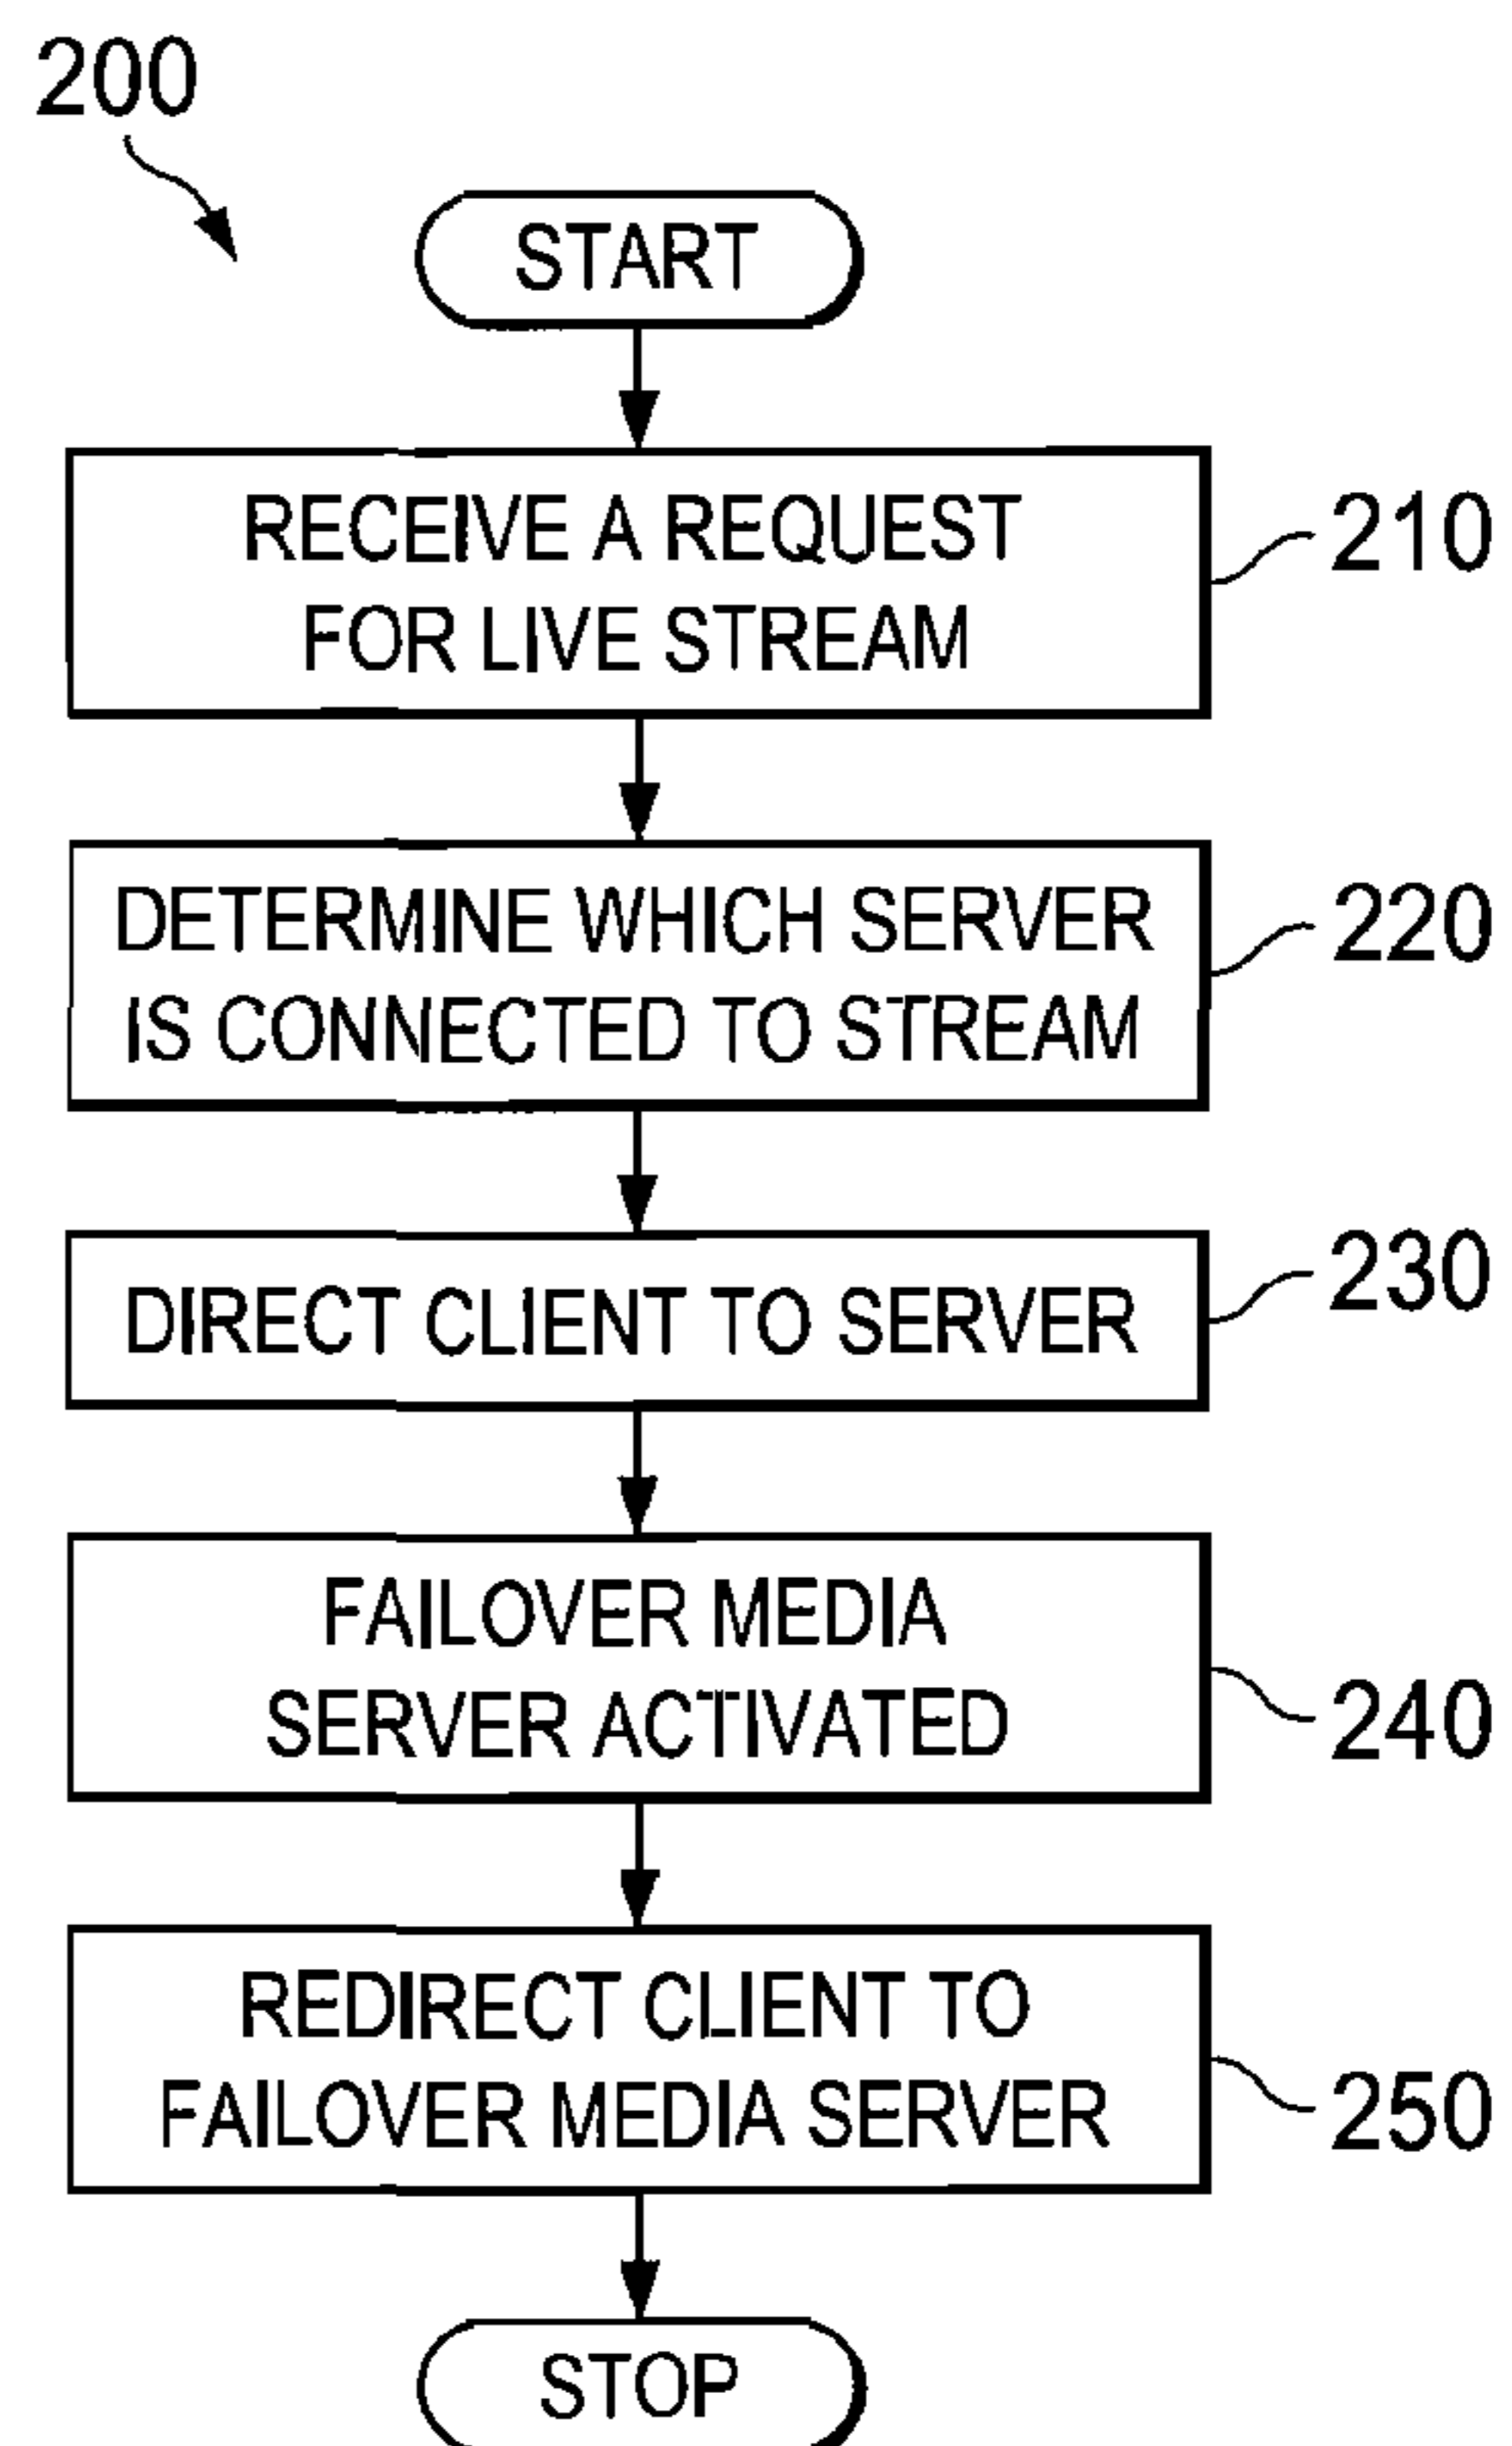 200
START
RECEIVE A REQUEST
FOR LIVE STREAM
210
DETERMINE WHICH SERVER
IS CONNECTED TO STREAM
220
DIRECT CLIENT TO SERVER
230
FAILOVER MEDIA
SERVER ACTIVATED
240
REDIRECT CLIENT TO
FAILOVER MEDIA SERVER
250
STOP